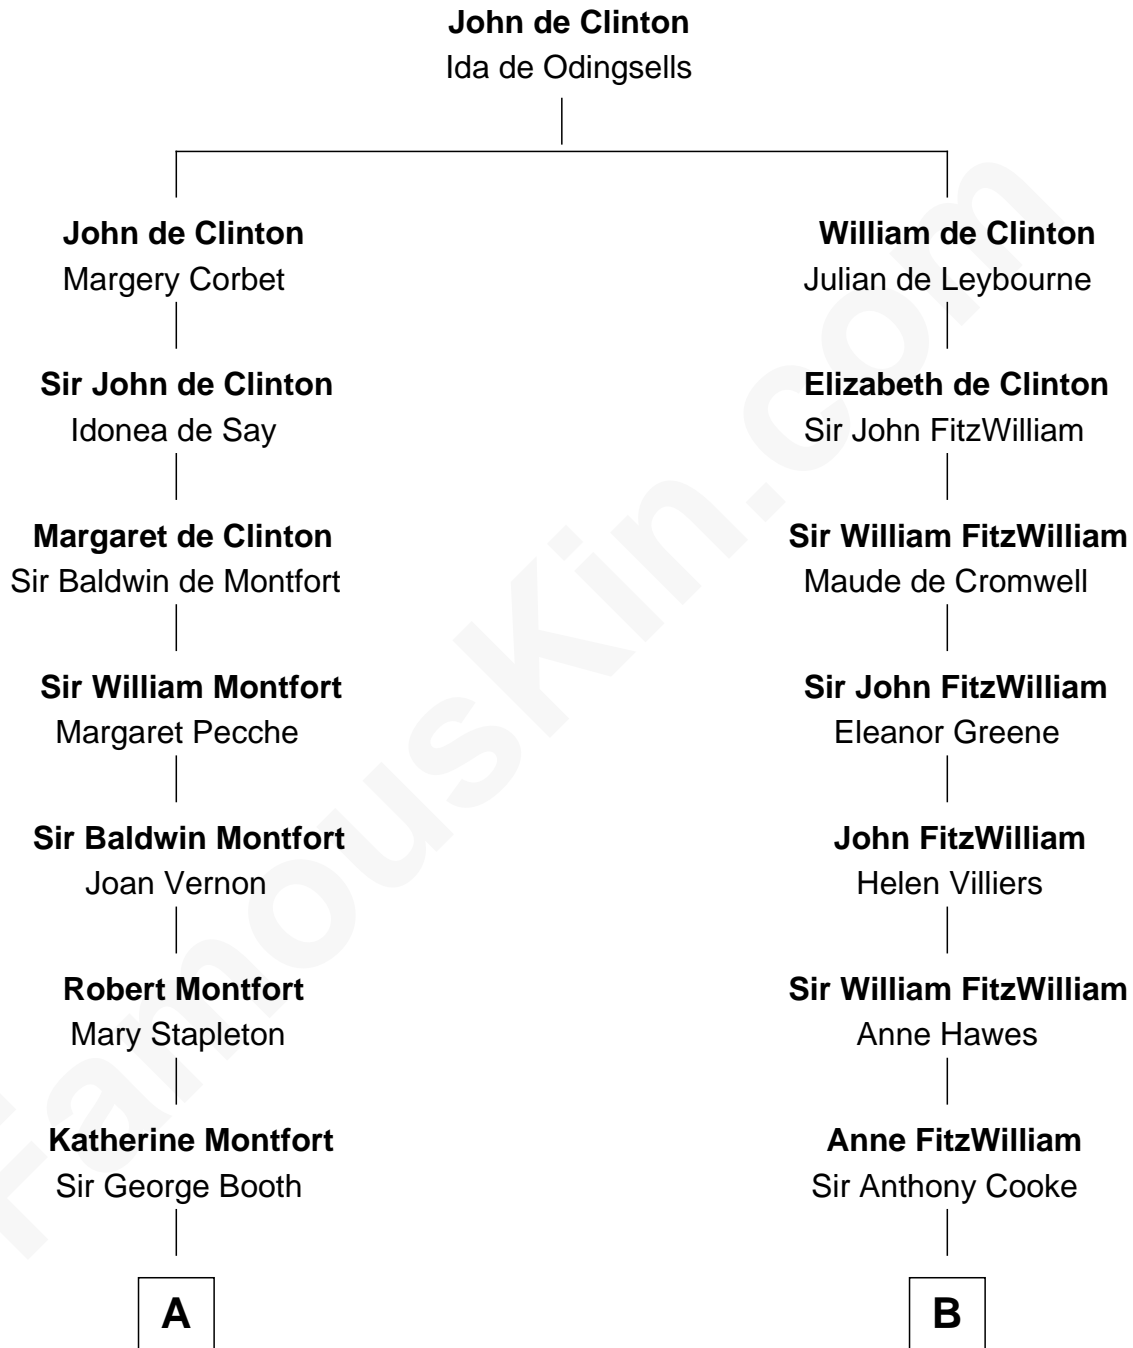 John de Clinton
Ida de Odingsells
John de Clinton
Margery Corbet
William de Clinton
Julian de Leybourne
Sir John de Clinton
Idonea de Say
Elizabeth de Clinton
Sir John FitzWilliam
Margaret de Clinton
Sir Baldwin de Montfort
Sir William FitzWilliam
Maude de Cromwell
Sir William Montfort
Margaret Pecche
Sir John FitzWilliam
Eleanor Greene
Sir Baldwin Montfort
Joan Vernon
John FitzWilliam
Helen Villiers
Robert Montfort
Mary Stapleton
Sir William FitzWilliam
Anne Hawes
Katherine Montfort
Sir George Booth
Anne FitzWilliam
Sir Anthony Cooke
A
B
FamousKin.com